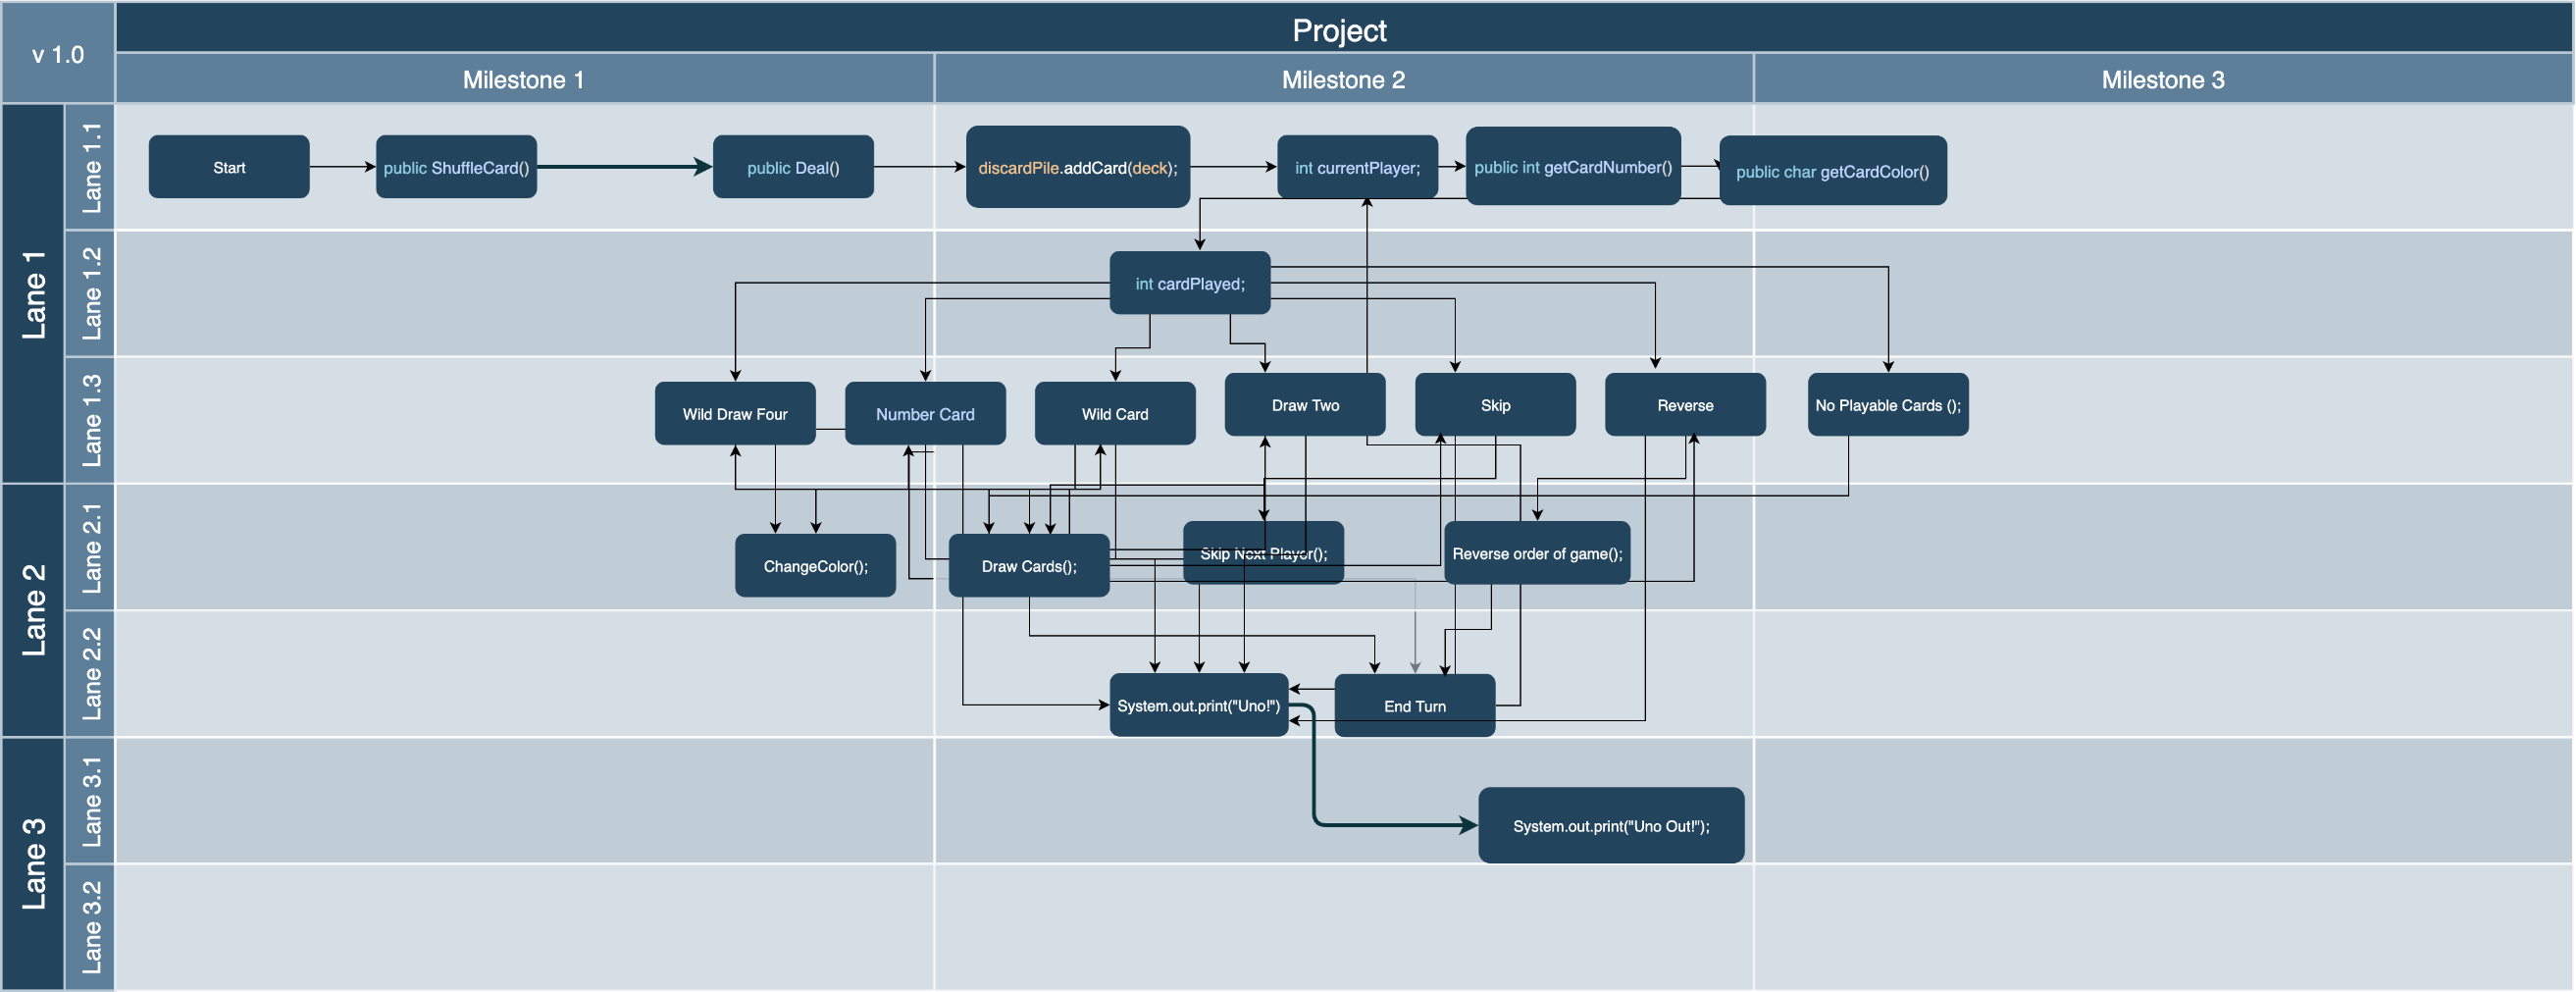 Project
v 1.0
Milestone 1
Milestone 2
Milestone 3
Lane 1
Lane 1.1
Start
public ShuffleCard()
public Deal()
discardPile.addCard(deck);
int currentPlayer;
public int getCardNumber()
public char getCardColor()
Lane 1.2
int cardPlayed;
Lane 1.3
Wild Draw Four
Number Card
Wild Card
Draw Two
Skip
Reverse
No Playable Cards ();
Lane 2
Lane 2.1
ChangeColor();
Draw Cards();
Skip Next Player();
Reverse order of game();
Lane 2.2
System.out.print("Uno!")
End Turn
Lane 3
Lane 3.1
System.out.print("Uno Out!");
Lane 3.2